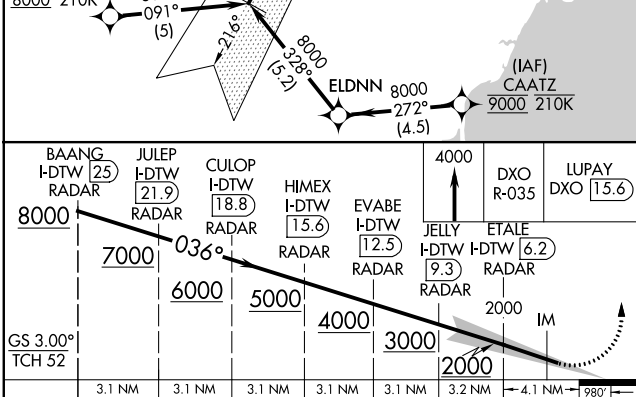 8000 210K
091°
(5)
216°
8000
328°
(5.2)
ELDNN
8000
272°
(4.5)
(IAF)
CAATZ
9000 210K
BAANG
I-DTW 25
RADAR
JULEP
I-DTW
21.9
RADAR
CULOP
I-DTW
18.8
RADAR
HIMEX
I-DTW
15.6
RADAR
EVABE
I-DTW
12.5
RADAR
JELLY
I-DTW
9.3
RADAR
ETALE
I-DTW 6.2
RADAR
4000
DXO
R-035
LUPAY
DXO 15.6
8000
036°
7000
6000
5000
4000
3000
2000
2000
IM
GS 3.00°
TCH 52
3.1 NM
3.1 NM
3.1 NM
3.1 NM
3.1 NM
3.2 NM
4.1 NM
980'